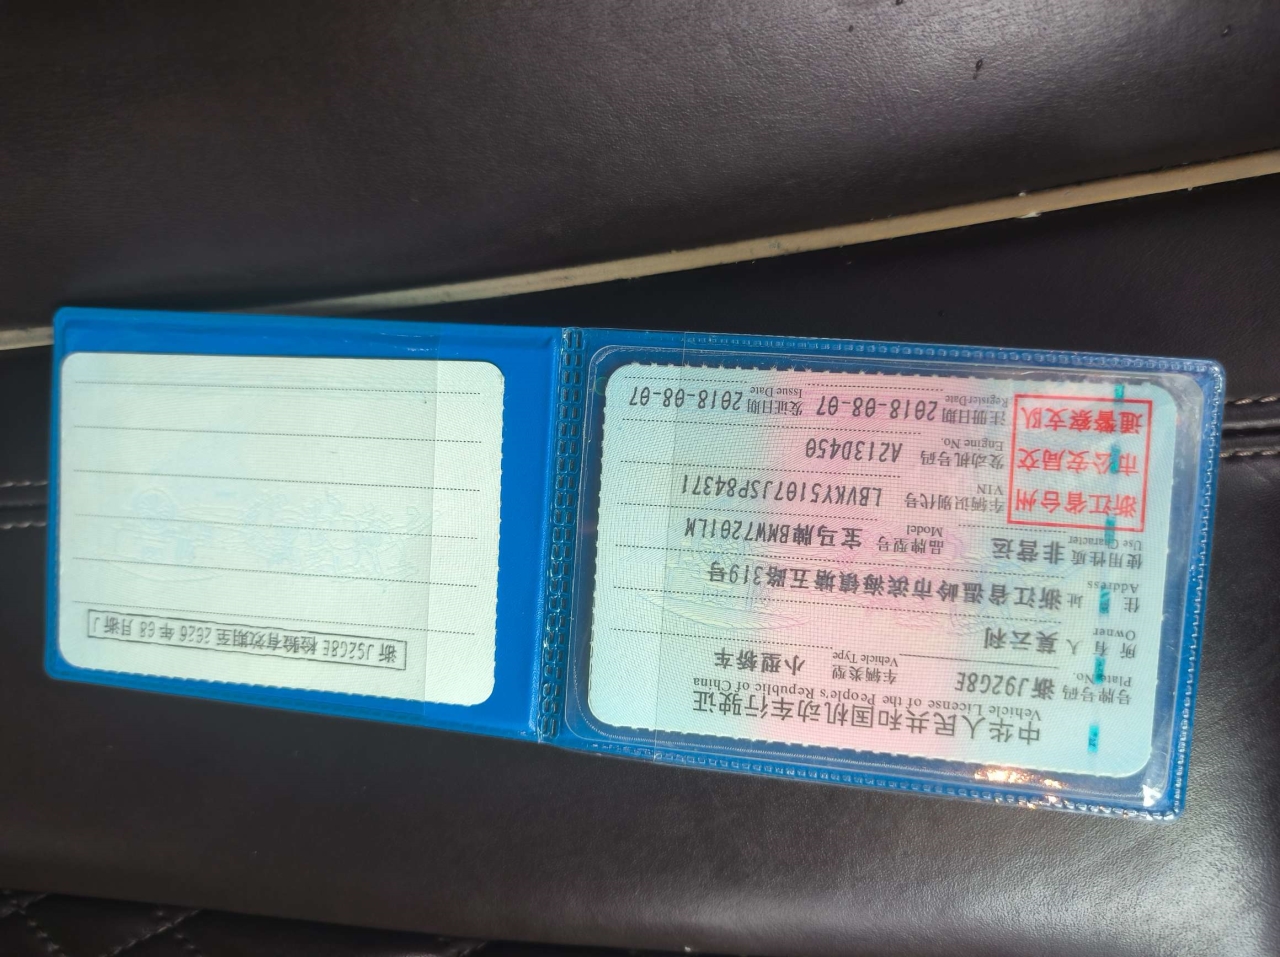 中华人民共和国机动车行驶证
Vehicle License of the People's Republic of China
号牌号码 浙J92G8E 车辆类型 小型轿车
Plate No. Vehicle Type
所有人 莫云利
Owner
住址 浙江省温岭市滨海镇塘五路319号
Address
使用性质 非营运 品牌型号 宝马牌BMW7201LM
Use Character Model
浙江省台州
市公安局交
通警察支队
车辆识别代号 LBVKY5107JSP84371
VIN
发动机号码 A213D450
Engine No.
注册日期 2018-08-07 发证日期 2018-08-07
Register Date Issue Date
检验有效期至2026年08月浙J